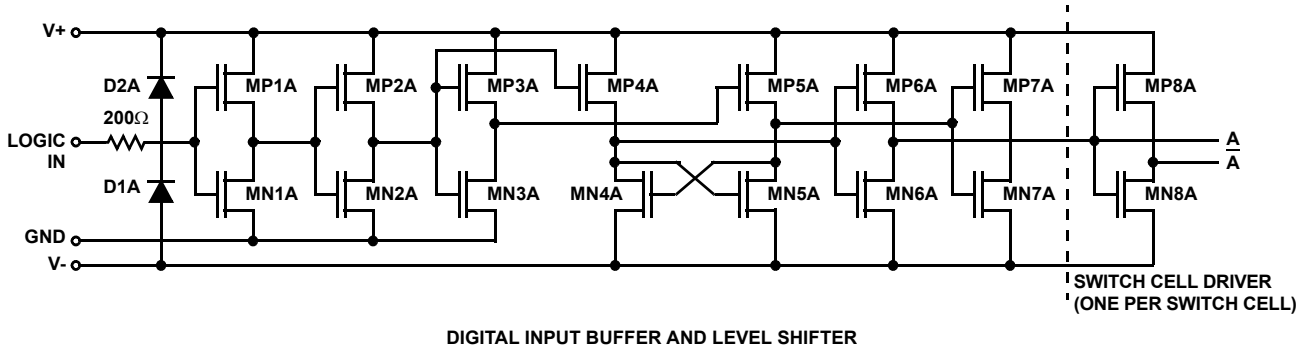 V+
D2A
MP1A
MP2A
MP3A
MP4A
MP5A
MP6A
MP7A
MP8A
200Ω
LOGIC
IN
A
A̅
D1A
MN1A
MN2A
MN3A
MN4A
MN5A
MN6A
MN7A
MN8A
GND
V-
SWITCH CELL DRIVER
(ONE PER SWITCH CELL)
DIGITAL INPUT BUFFER AND LEVEL SHIFTER